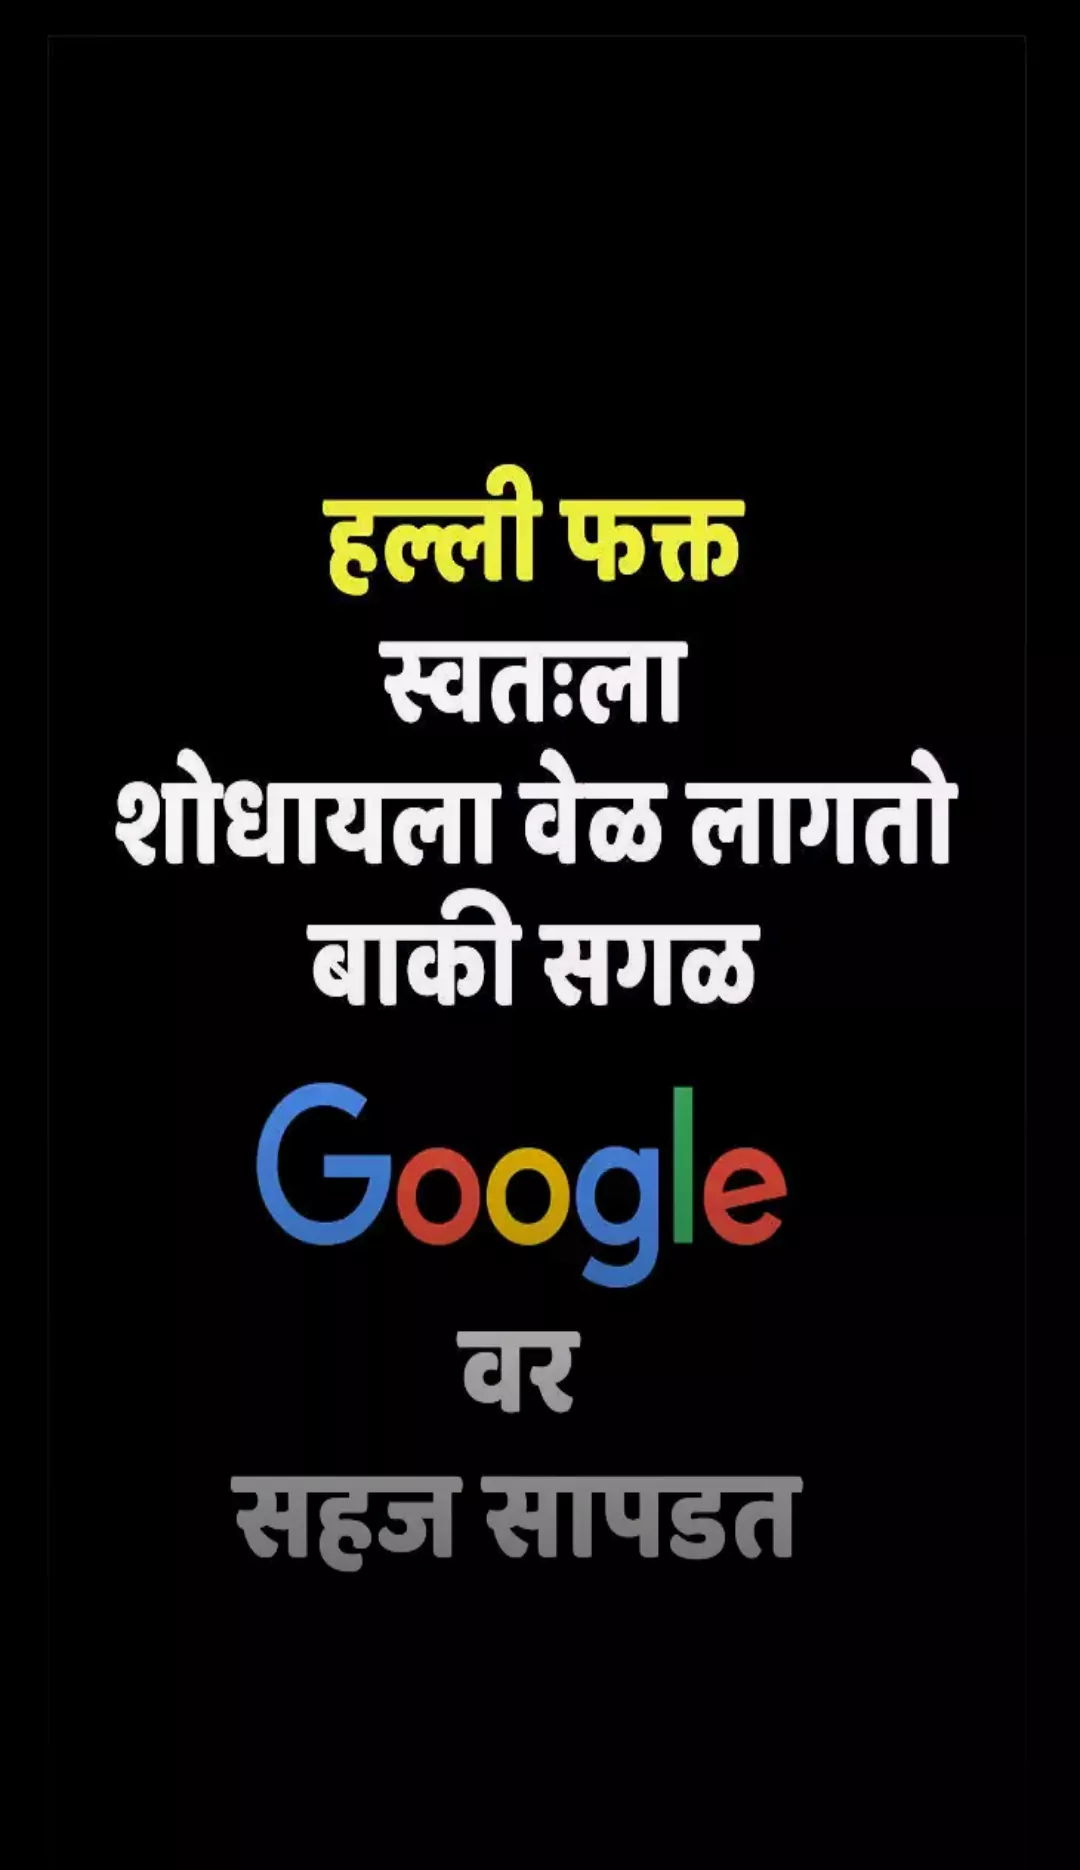 हल्ली फक्त
स्वतःला
शोधायला वेळ लागतो
बाकी सगळ
Google
वर
सहज सापडत